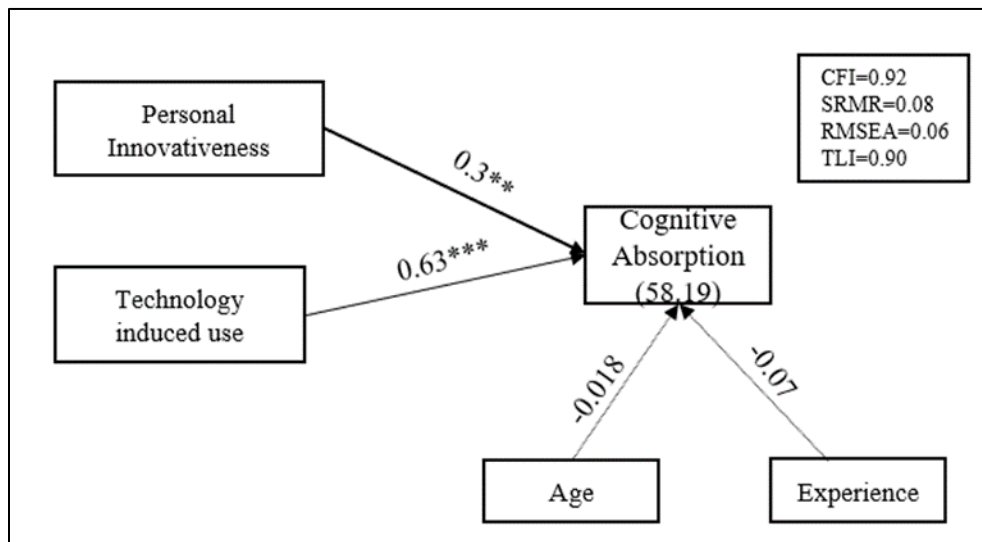 Personal
Innovativeness
CFI=0.92
SRMR=0.08
RMSEA=0.06
TLI=0.90
0.3**
Cognitive
Absorption
(58.19)
0.63***
Technology
induced use
-0.018
-0.07
Age
Experience